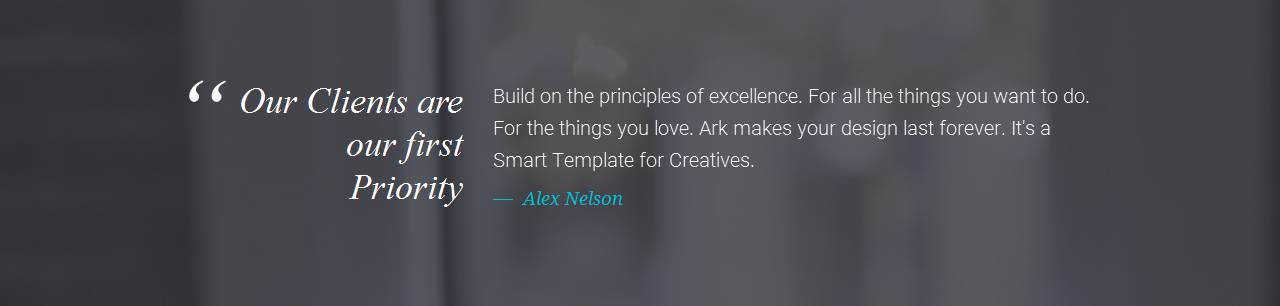 “ Our Clients are
our first
Priority
Build on the principles of excellence. For all the things you want to do.
For the things you love. Ark makes your design last forever. It's a
Smart Template for Creatives.
— Alex Nelson